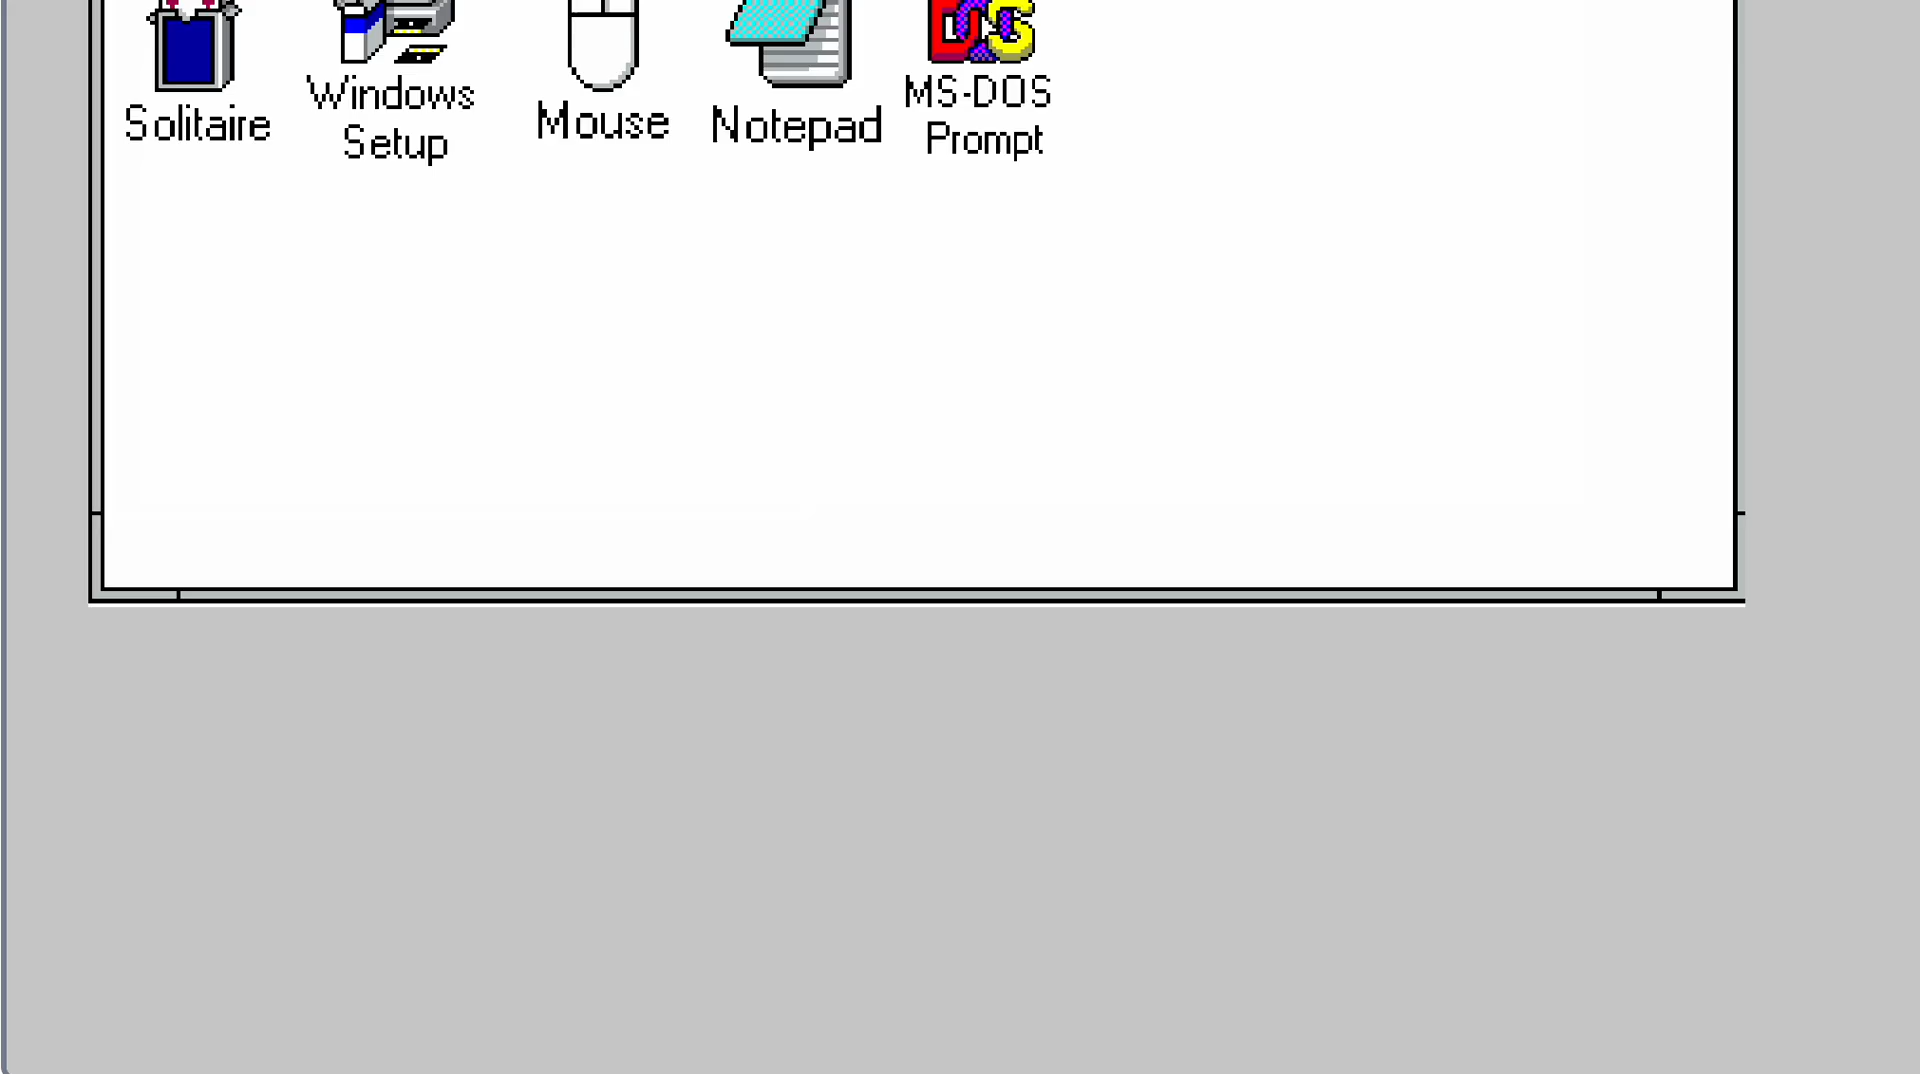 Solitaire
Windows
Setup
Mouse
Notepad
MS-DOS
Prompt